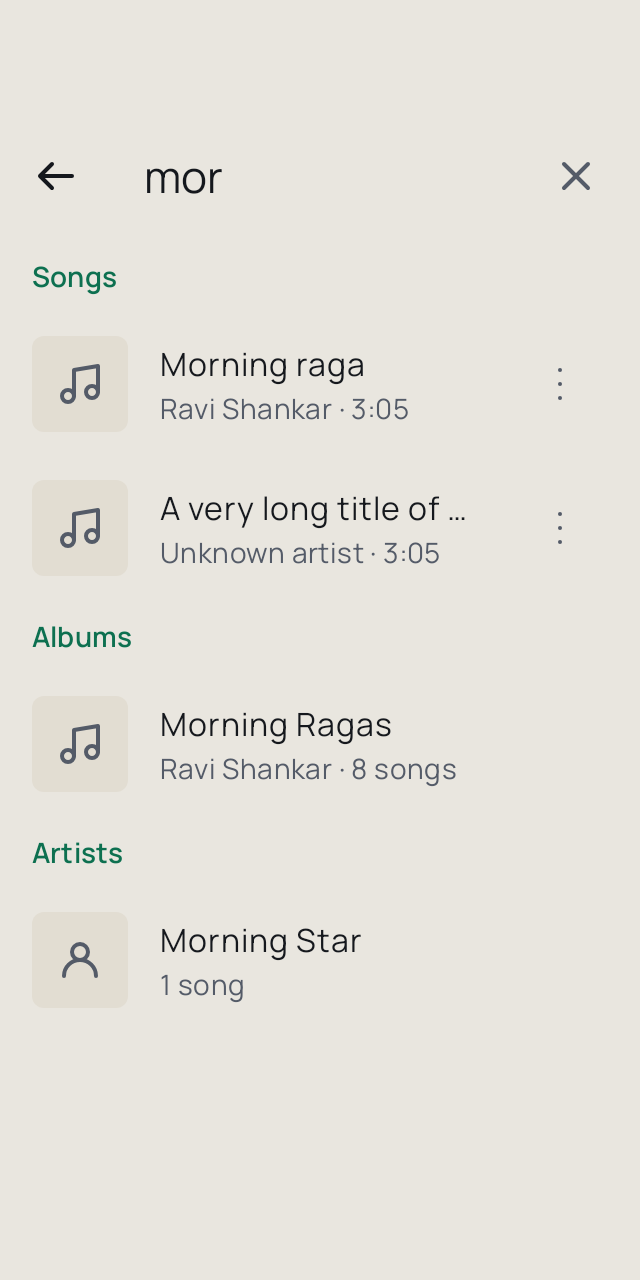 mor
Songs
Morning raga
Ravi Shankar · 3:05
A very long title of …
Unknown artist · 3:05
Albums
Morning Ragas
Ravi Shankar · 8 songs
Artists
Morning Star
1 song